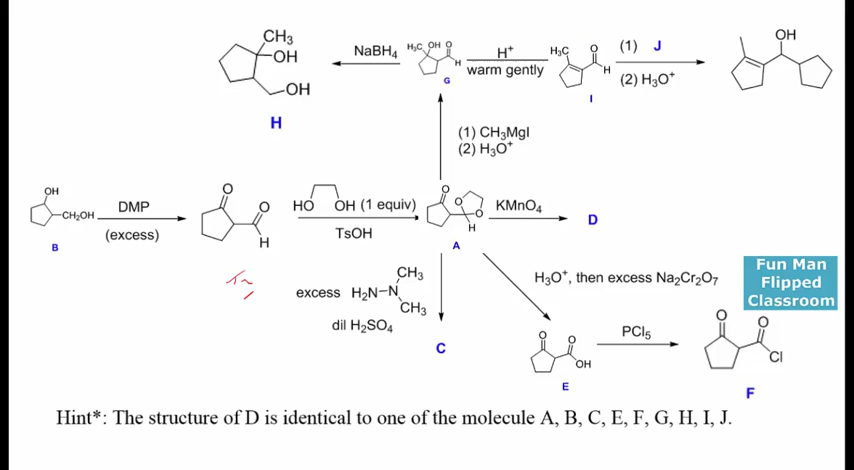 CH₃
OH
OH
H
NaBH4
H₃C OH O
H
G
H⁺
warm gently
H₃C O
H
I
(1) J
(2) H₃O⁺
OH
(1) CH₃MgI
(2) H₃O⁺
OH
CH₂OH
B
DMP
(excess)
O
O
H
HO OH (1 equiv)
TsOH
O
O
O
H
A
KMnO₄
D
excess H₂N-N
CH₃
CH₃
dil H₂SO₄
C
H₃O⁺, then excess Na₂Cr₂O₇
O O
OH
E
PCl₅
O O
Cl
F
Fun Man
Flipped
Classroom
Hint*: The structure of D is identical to one of the molecule A, B, C, E, F, G, H, I, J.